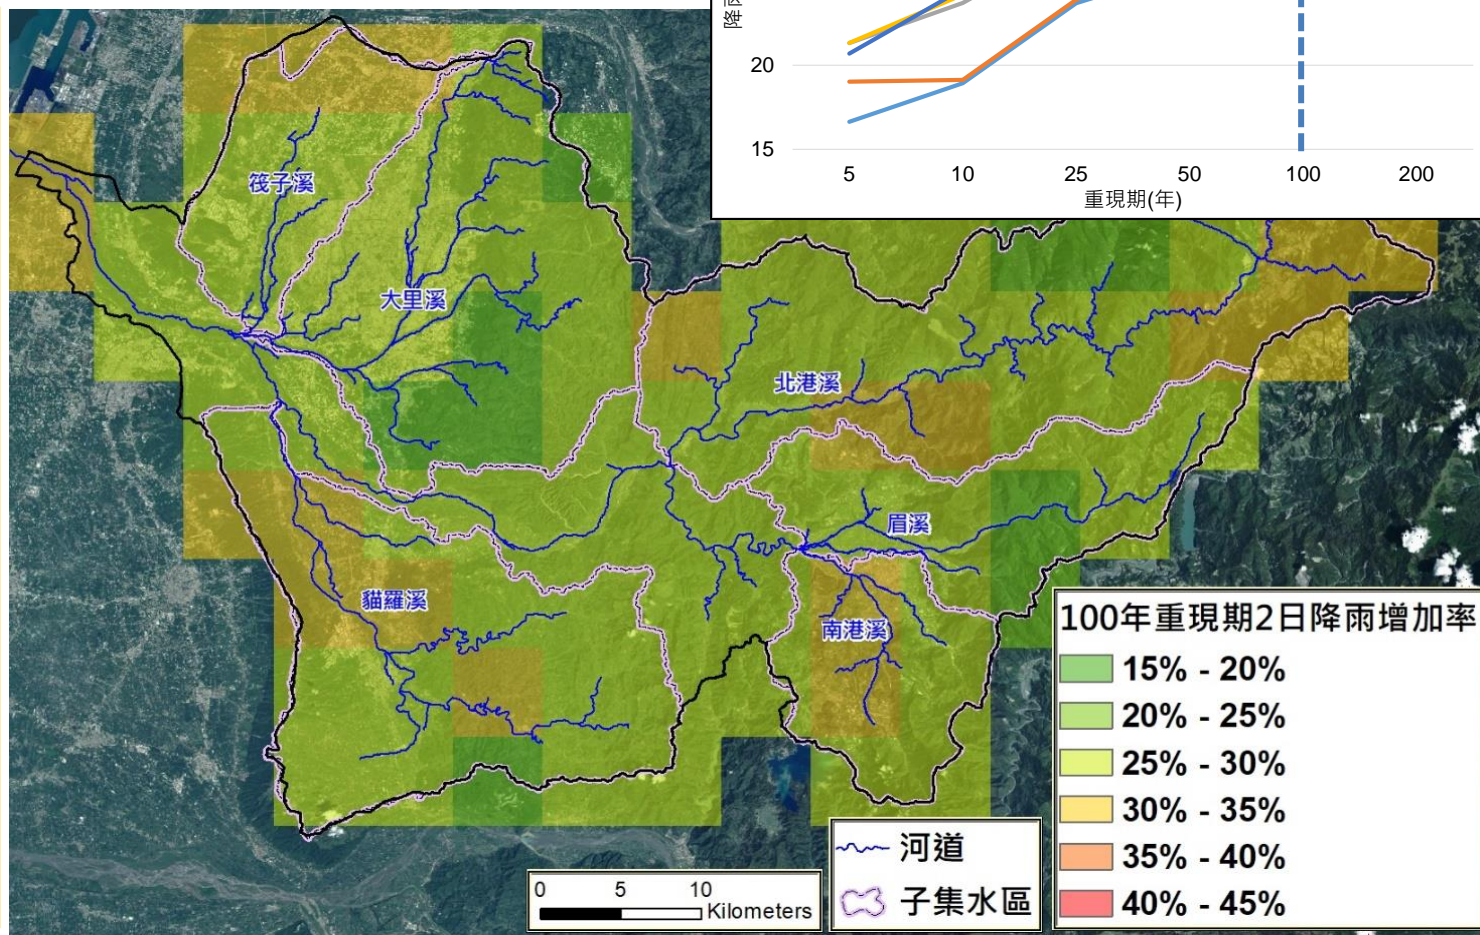 降雨
20
15
5 10 25 50 100 200
重現期(年)
筏子溪
大里溪
北港溪
眉溪
貓羅溪
南港溪
100年重現期2日降雨增加率
15% - 20%
20% - 25%
25% - 30%
30% - 35%
35% - 40%
40% - 45%
河道
子集水區
0 5 10
Kilometers